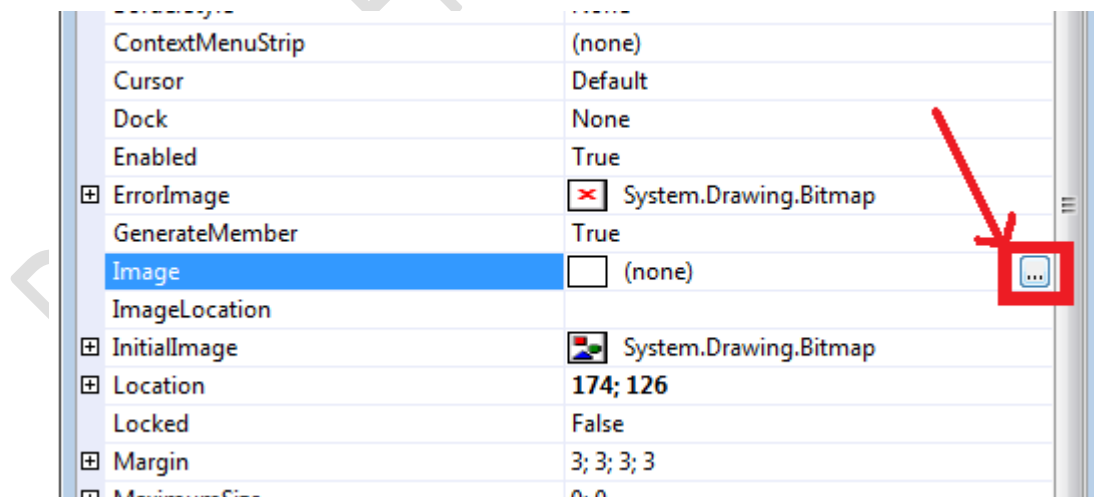 ContextMenuStrip (none)
Cursor Default
Dock None
Enabled True
ErrorImage System.Drawing.Bitmap
GenerateMember True
Image (none) ...
ImageLocation
InitialImage System.Drawing.Bitmap
Location 174; 126
Locked False
Margin 3; 3; 3; 3